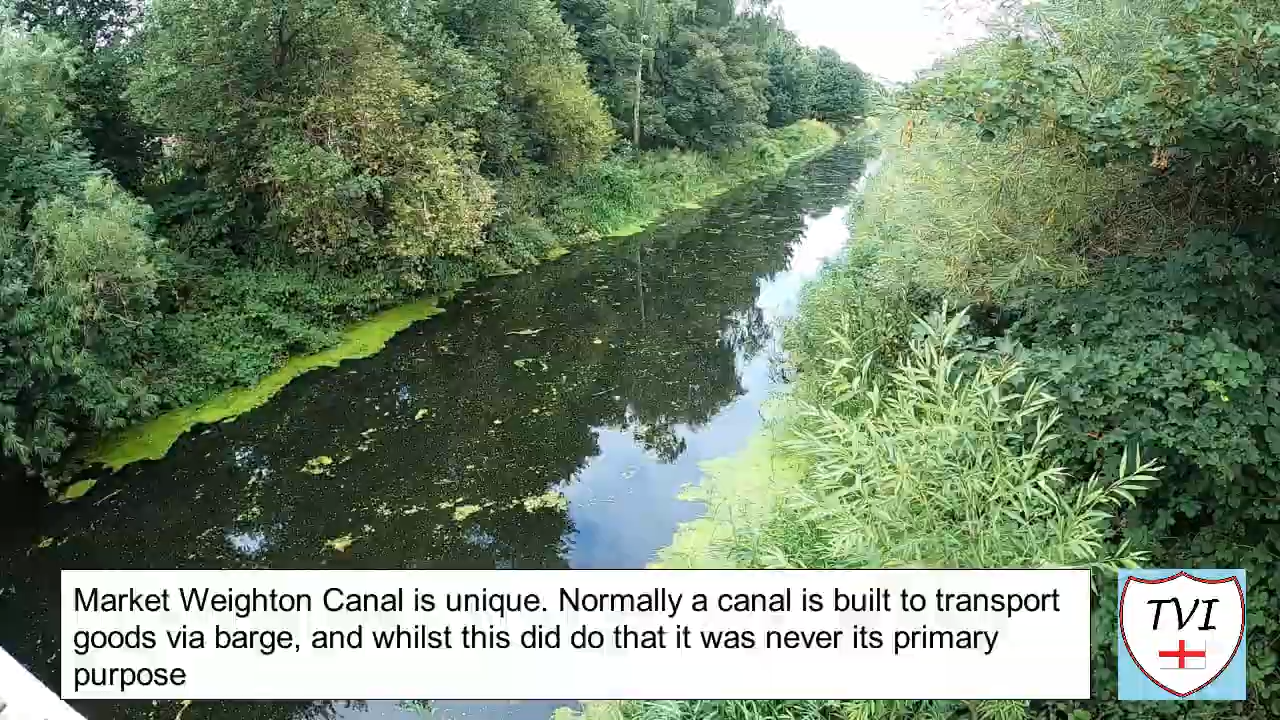 Market Weighton Canal is unique. Normally a canal is built to transport
goods via barge, and whilst this did do that it was never its primary
purpose
TVI